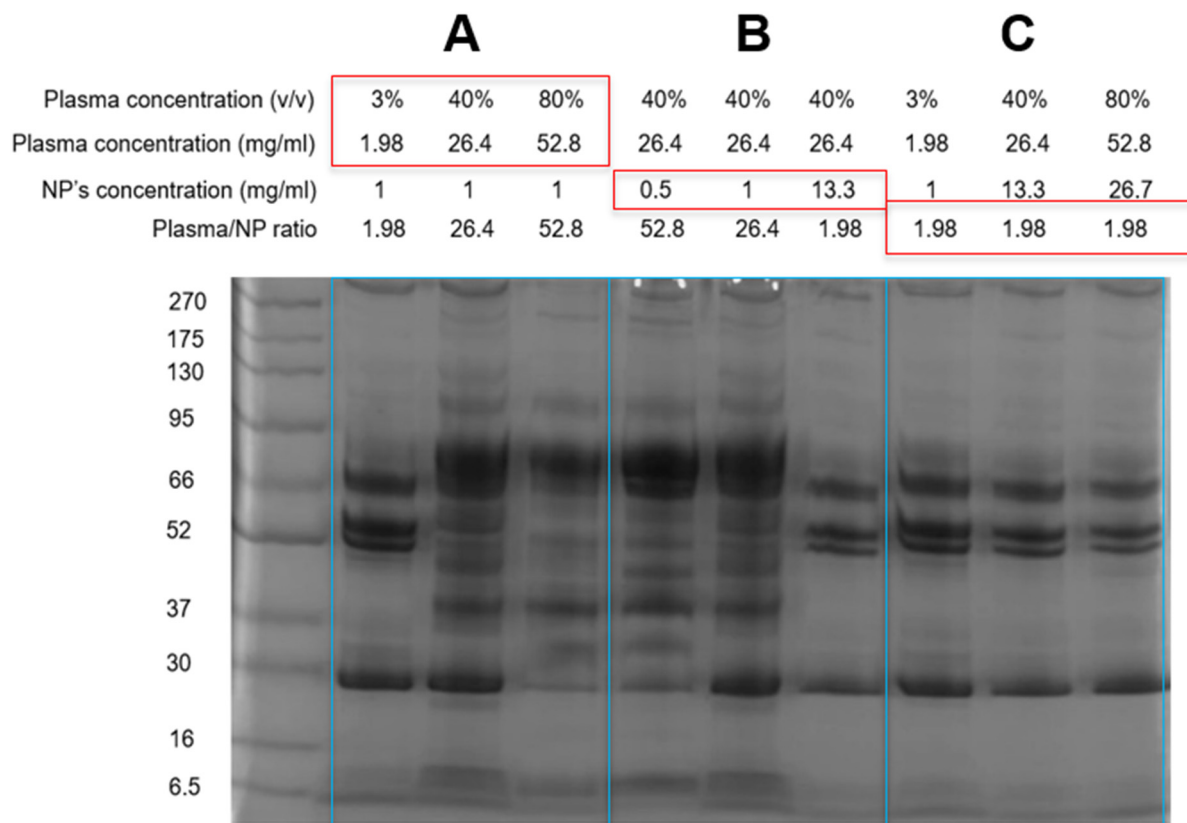 A B C
Plasma concentration (v/v) 3% 40% 80% 40% 40% 40% 3% 40% 80%
Plasma concentration (mg/ml) 1.98 26.4 52.8 26.4 26.4 26.4 1.98 26.4 52.8
NP's concentration (mg/ml) 1 1 1 0.5 1 13.3 1 13.3 26.7
Plasma/NP ratio 1.98 26.4 52.8 52.8 26.4 1.98 1.98 1.98 1.98
270
175
130
95
66
52
37
30
16
6.5